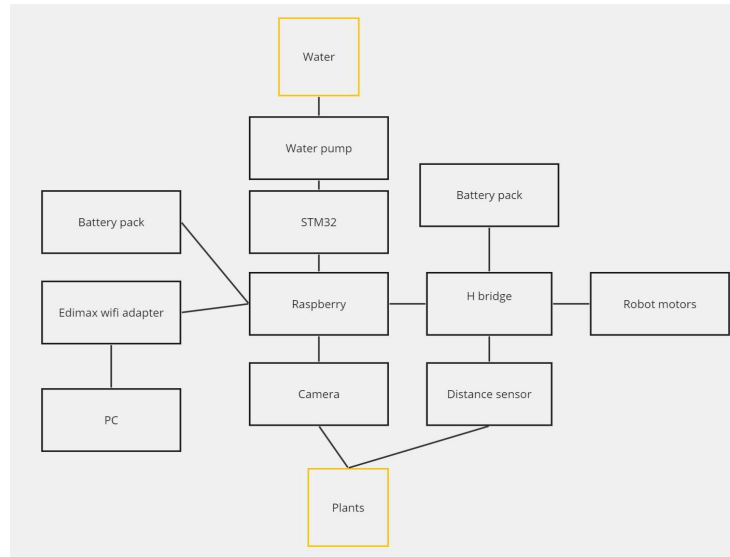 Water
Water pump
Battery pack
Battery pack
STM32
Raspberry
H bridge
Robot motors
Edimax wifi adapter
Camera
Distance sensor
PC
Plants